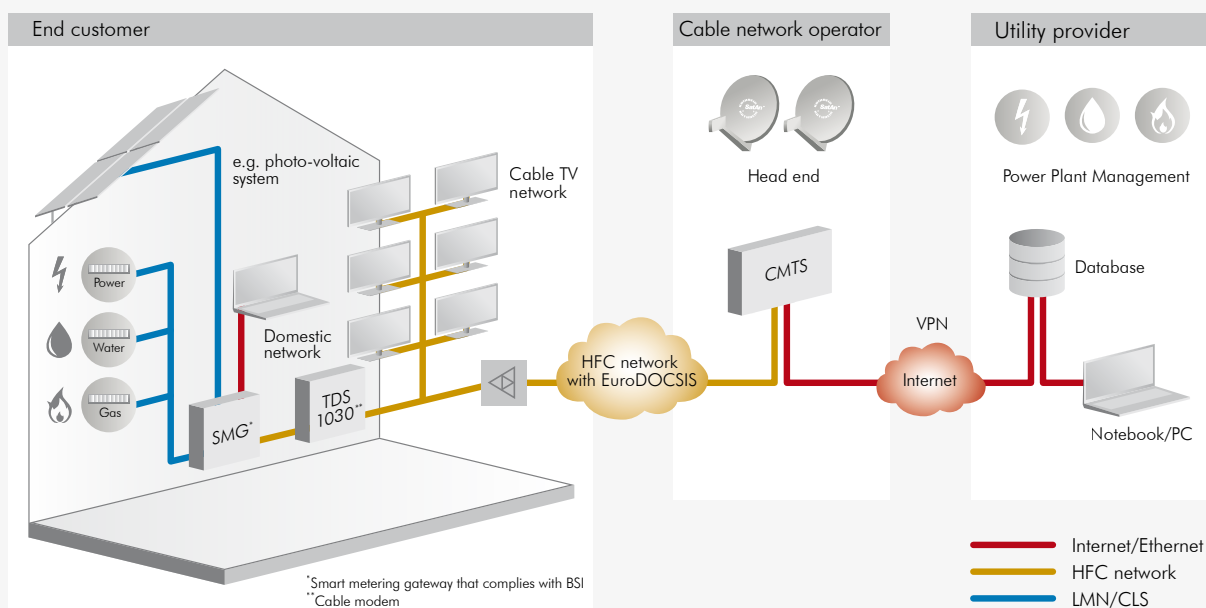 End customer
Cable network operator
Utility provider
e.g. photo-voltaic
system
Cable TV
network
Head end
Power Plant Management
Power
Water
Gas
Domestic
network
SMG*
TDS
1030**
HFC network
with EuroDOCSIS
CMTS
VPN
Internet
Database
Notebook/PC
*Smart metering gateway that complies with BSI
**Cable modem
Internet/Ethernet
HFC network
LMN/CLS